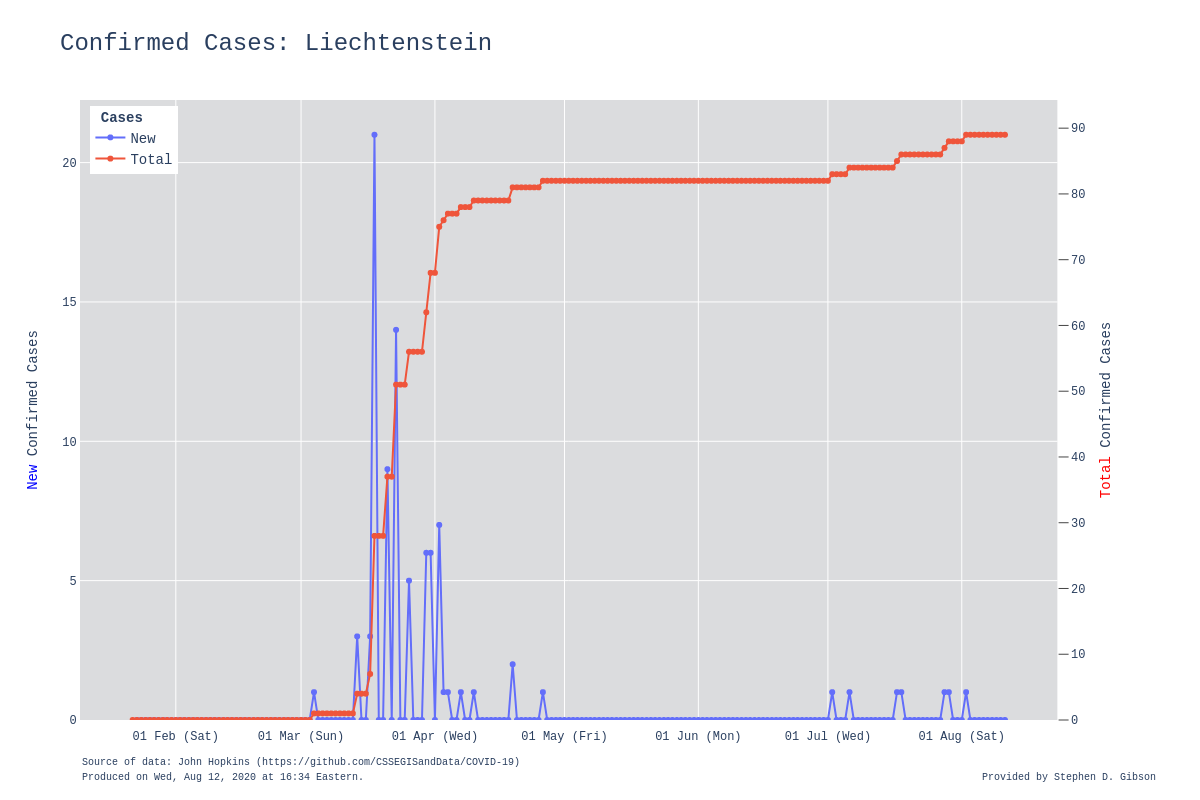 Confirmed Cases: Liechtenstein
Cases
New
Total
20
15
10
5
0
90
80
70
60
50
40
30
20
10
0
New Confirmed Cases
Total Confirmed Cases
01 Feb (Sat)
01 Mar (Sun)
01 Apr (Wed)
01 May (Fri)
01 Jun (Mon)
01 Jul (Wed)
01 Aug (Sat)
Source of data: John Hopkins (https://github.com/CSSEGISandData/COVID-19)
Produced on Wed, Aug 12, 2020 at 16:34 Eastern.
Provided by Stephen D. Gibson